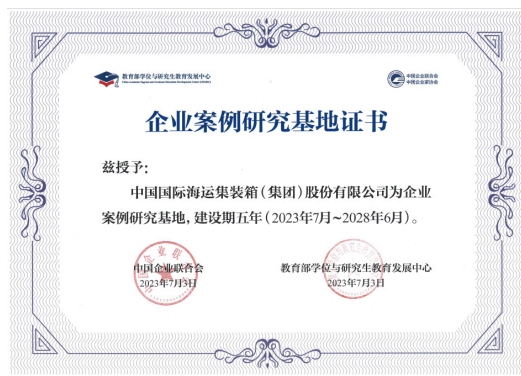 教育部学位与研究生教育发展中心
中国企业联合会
中国企业家协会
企业案例研究基地证书
兹授予：
中国国际海运集装箱（集团）股份有限公司为企业
案例研究基地，建设期五年（2023年7月~2028年6月）。
中国企业联合会
2023年7月3日
教育部学位与研究生教育发展中心
2023年7月3日